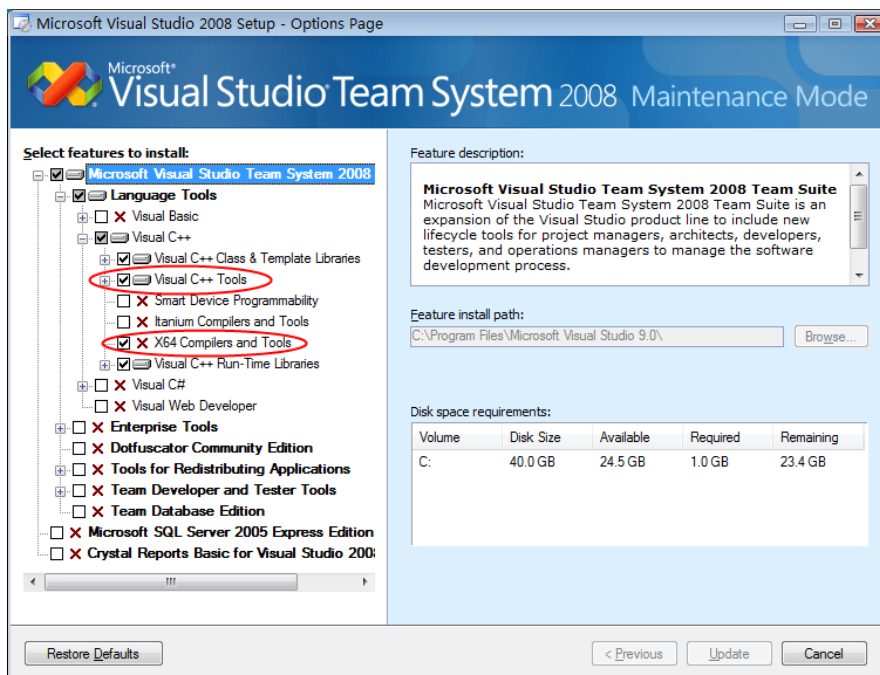 Microsoft Visual Studio 2008 Setup - Options Page
Microsoft®
Visual Studio Team System 2008 Maintenance Mode
Select features to install:
Microsoft Visual Studio Team System 2008
Language Tools
Visual Basic
Visual C++
Visual C++ Class & Template Libraries
Visual C++ Tools
Smart Device Programmability
Itanium Compilers and Tools
X64 Compilers and Tools
Visual C++ Run-Time Libraries
Visual C#
Visual Web Developer
Enterprise Tools
Dotfuscator Community Edition
Tools for Redistributing Applications
Team Developer and Tester Tools
Team Database Edition
Microsoft SQL Server 2005 Express Edition
Crystal Reports Basic for Visual Studio 200
Restore Defaults
Feature description:
Microsoft Visual Studio Team System 2008 Team Suite
Microsoft Visual Studio Team System 2008 Team Suite is an
expansion of the Visual Studio product line to include new
lifecycle tools for project managers, architects, developers,
testers, and operations managers to manage the software
development process.
Feature install path:
C:\Program Files\Microsoft Visual Studio 9.0\
Browse...
Disk space requirements:
Volume Disk Size Available Required Remaining
C: 40.0 GB 24.5 GB 1.0 GB 23.4 GB
< Previous
Update
Cancel